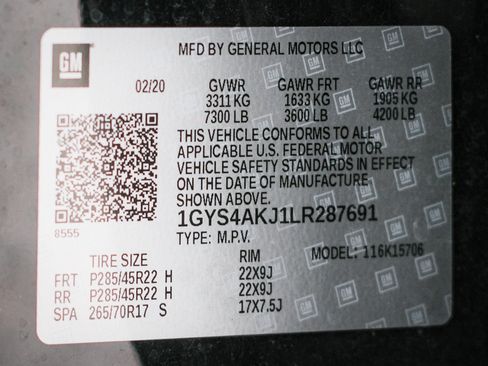 GM
MFD BY GENERAL MOTORS LLC
02/20 GVWR GAWR FRT GAWR RR
3311 KG 1633 KG 1905 KG
7300 LB 3600 LB 4200 LB
THIS VEHICLE CONFORMS TO ALL
APPLICABLE U.S. FEDERAL MOTOR
VEHICLE SAFETY STANDARDS IN EFFECT
ON THE DATE OF MANUFACTURE
SHOWN ABOVE.
1GYS4AKJ1LR287691
8555
TYPE: M.P.V.
TIRE SIZE RIM MODEL: 116K15706
FRT P285/45R22 H 22X9J
RR P285/45R22 H 22X9J
SPA 265/70R17 S 17X7.5J